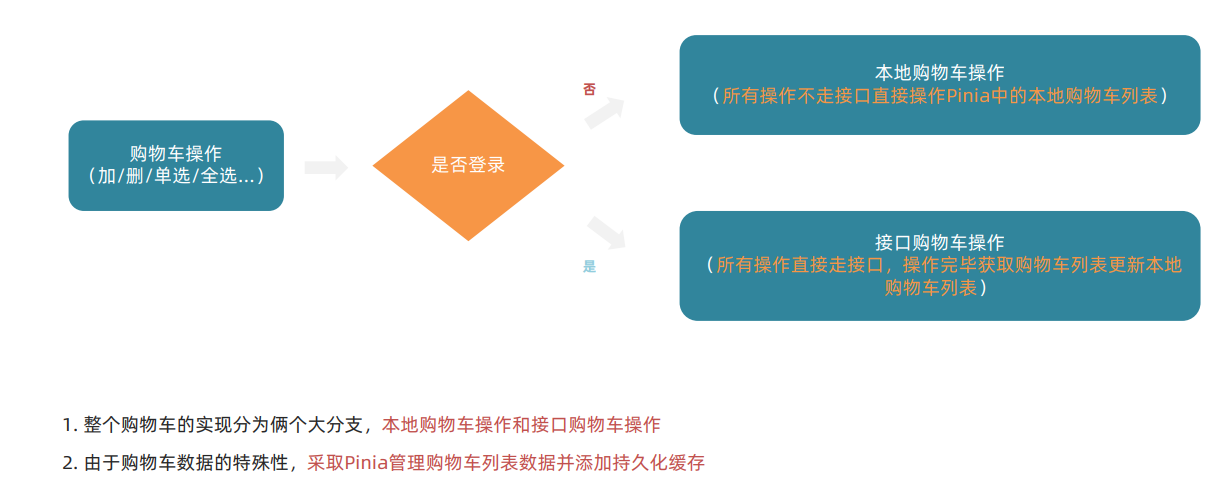 购物车操作
（加/删/单选/全选...）
是否登录
否
本地购物车操作
（所有操作不走接口直接操作Pinia中的本地购物车列表）
是
接口购物车操作
（所有操作直接走接口，操作完毕获取购物车列表更新本地
购物车列表）
1. 整个购物车的实现分为俩个大分支，本地购物车操作和接口购物车操作
2. 由于购物车数据的特殊性，采取Pinia管理购物车列表数据并添加持久化缓存